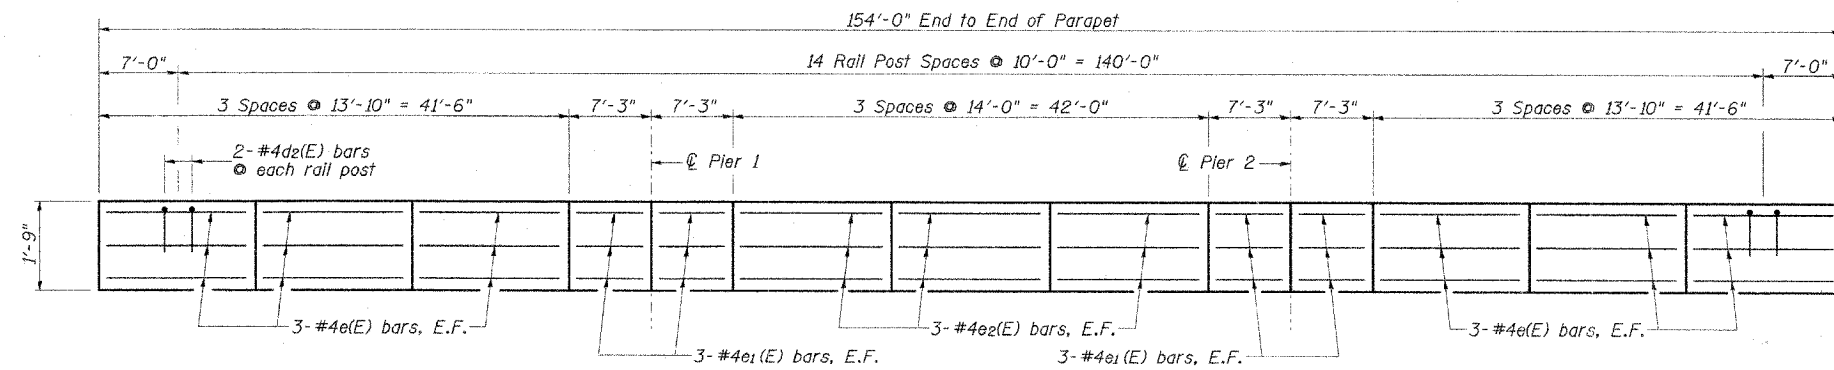 154'-0" End to End of Parapet
14 Rail Post Spaces @ 10'-0" = 140'-0"
7'-0"
7'-0"
3 Spaces @ 13'-10" = 41'-6"
7'-3"
7'-3"
3 Spaces @ 14'-0" = 42'-0"
7'-3"
7'-3"
3 Spaces @ 13'-10" = 41'-6"
2-#4d2(E) bars
@ each rail post
℄ Pier 1
℄ Pier 2
1'-9"
3-#4e(E) bars, E.F.
3-#4e2(E) bars, E.F.
3-#4e(E) bars, E.F.
3-#4e1(E) bars, E.F.
3-#4e1(E) bars, E.F.